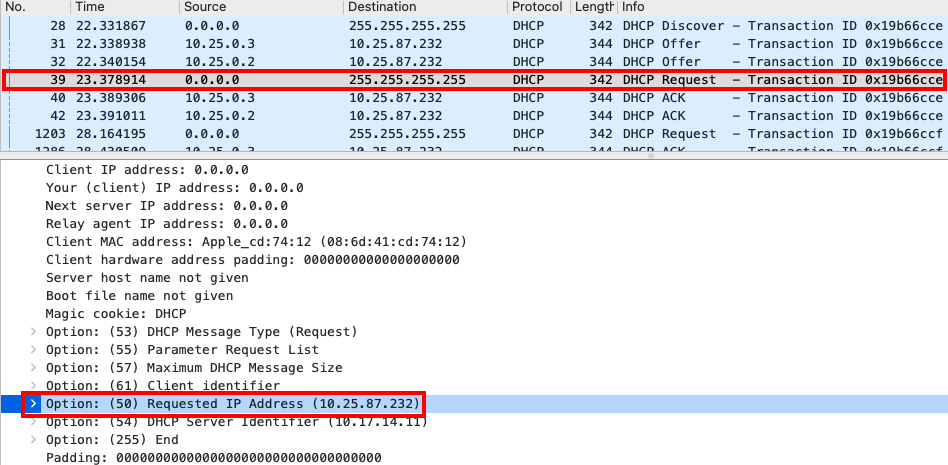 No. Time Source Destination Protocol Length Info
28 22.331867 0.0.0.0 255.255.255.255 DHCP 342 DHCP Discover – Transaction ID 0x19b66cce
31 22.338938 10.25.0.3 10.25.87.232 DHCP 344 DHCP Offer – Transaction ID 0x19b66cce
32 22.340154 10.25.0.2 10.25.87.232 DHCP 344 DHCP Offer – Transaction ID 0x19b66cce
39 23.378914 0.0.0.0 255.255.255.255 DHCP 342 DHCP Request – Transaction ID 0x19b66cce
40 23.389306 10.25.0.3 10.25.87.232 DHCP 344 DHCP ACK – Transaction ID 0x19b66cce
42 23.391011 10.25.0.2 10.25.87.232 DHCP 344 DHCP ACK – Transaction ID 0x19b66cce
1203 28.164195 0.0.0.0 255.255.255.255 DHCP 342 DHCP Request – Transaction ID 0x19b66ccf
1286 28.430509 10.25.0.3 10.25.87.232 DHCP 344 DHCP ACK – Transaction ID 0x19b66ccf
Client IP address: 0.0.0.0
Your (client) IP address: 0.0.0.0
Next server IP address: 0.0.0.0
Relay agent IP address: 0.0.0.0
Client MAC address: Apple_cd:74:12 (08:6d:41:cd:74:12)
Client hardware address padding: 00000000000000000000
Server host name not given
Boot file name not given
Magic cookie: DHCP
Option: (53) DHCP Message Type (Request)
Option: (55) Parameter Request List
Option: (57) Maximum DHCP Message Size
Option: (61) Client identifier
Option: (50) Requested IP Address (10.25.87.232)
Option: (54) DHCP Server Identifier (10.17.14.11)
Option: (255) End
Padding: 0000000000000000000000000000000000